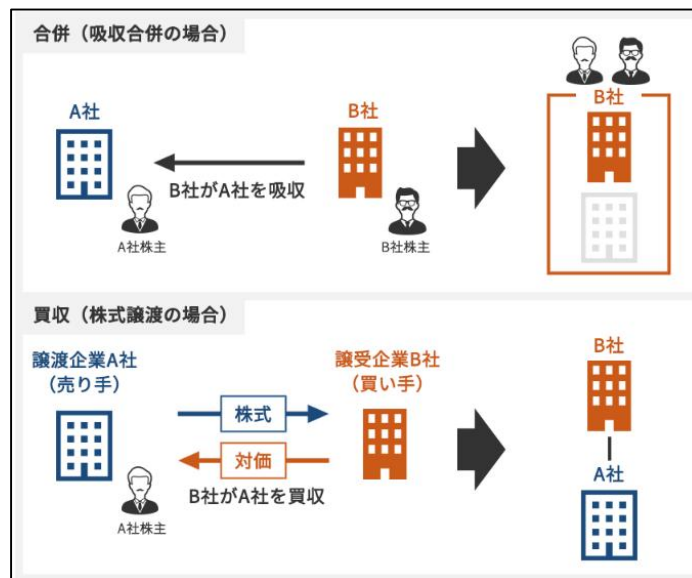 合併（吸収合併の場合）
A社
B社
B社
B社がA社を吸収
A社株主
B社株主
買収（株式譲渡の場合）
譲渡企業A社
（売り手）
譲受企業B社
（買い手）
株式
対価
B社がA社を買収
A社株主
B社
A社